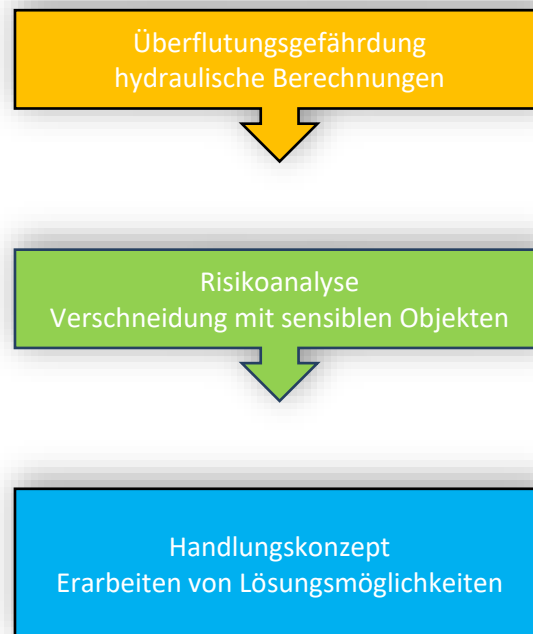 Überflutungsgefährdung
hydraulische Berechnungen
Risikoanalyse
Verschneidung mit sensiblen Objekten
Handlungskonzept
Erarbeiten von Lösungsmöglichkeiten